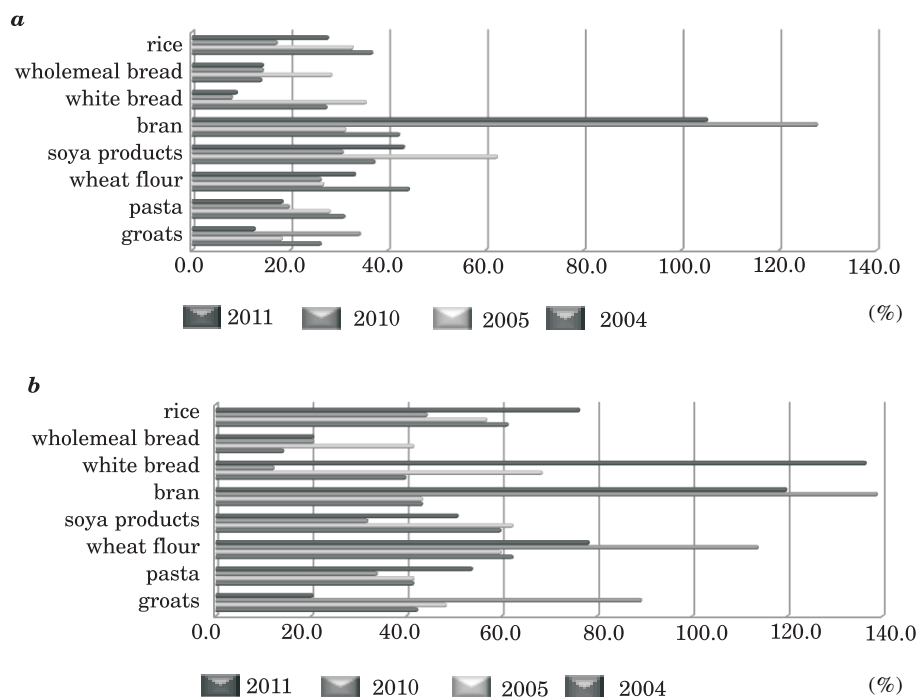 a
rice
wholemeal bread
white bread
bran
soya products
wheat flour
pasta
groats
0.0 20.0 40.0 60.0 80.0 100.0 120.0 140.0
2011 2010 2005 2004 (%)
b
rice
wholemeal bread
white bread
bran
soya products
wheat flour
pasta
groats
0.0 20.0 40.0 60.0 80.0 100.0 120.0 140.0
2011 2010 2005 2004 (%)